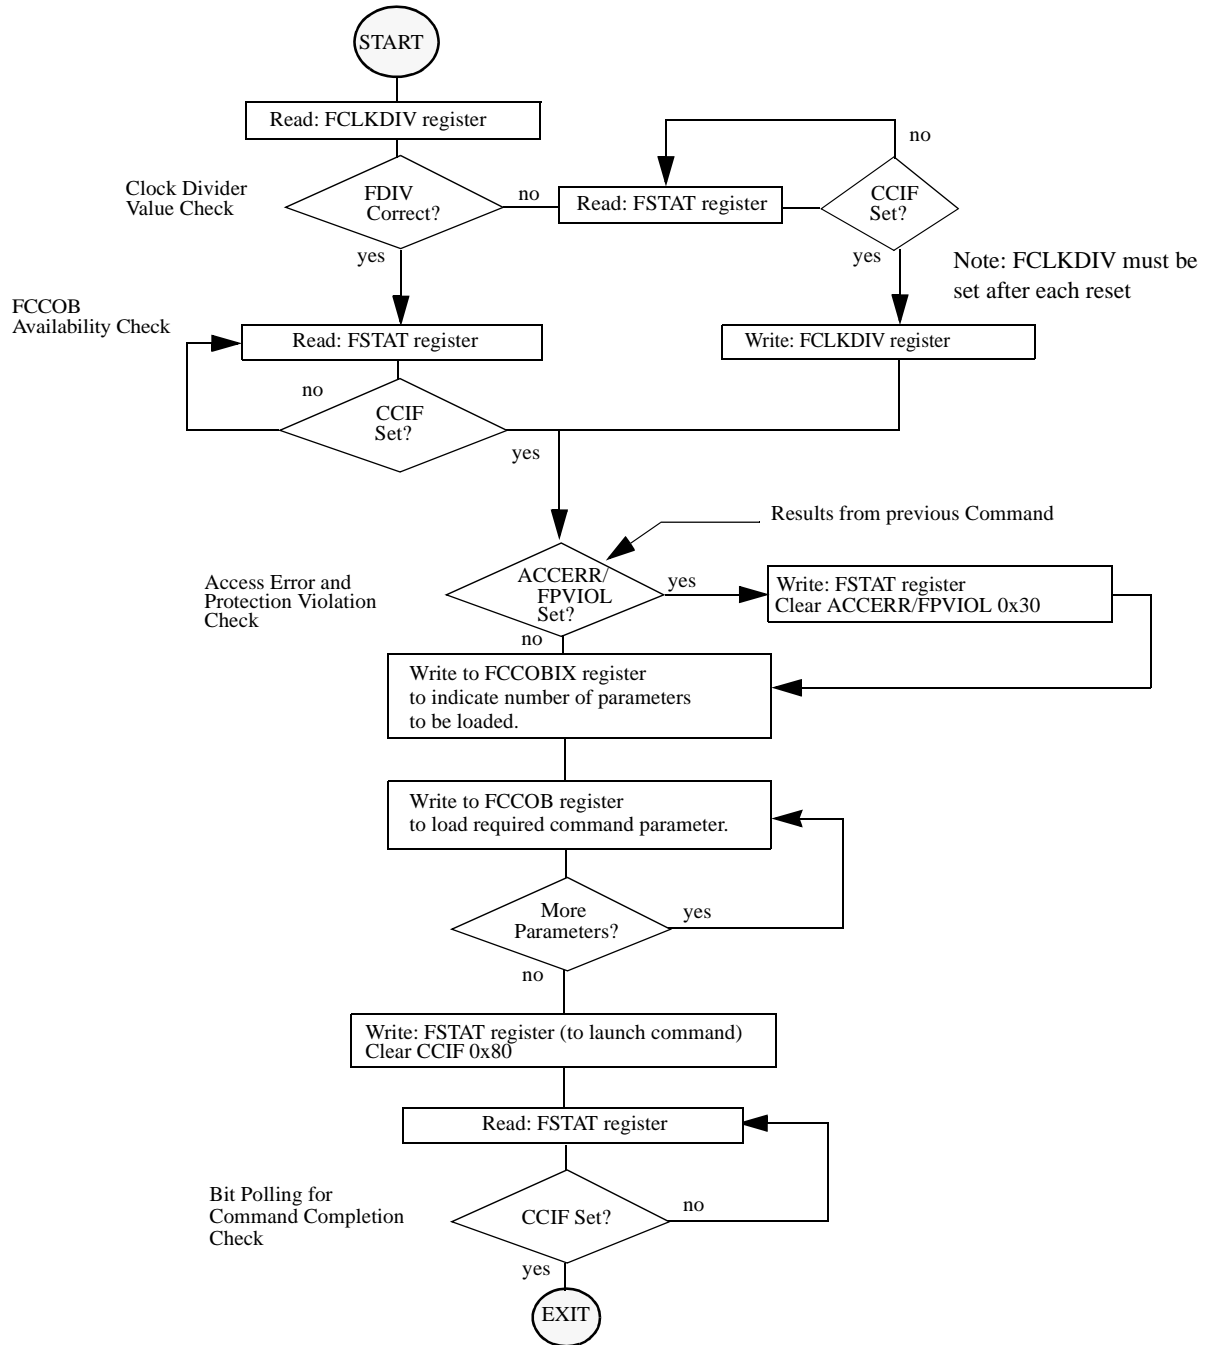 START
Read: FCLKDIV register
no
Clock Divider
Value Check
FDIV
Correct?
no
Read: FSTAT register
CCIF
Set?
yes
yes
Note: FCLKDIV must be
set after each reset
FCCOB
Availability Check
Read: FSTAT register
Write: FCLKDIV register
no
CCIF
Set?
yes
Results from previous Command
Access Error and
Protection Violation
Check
ACCERR/
FPVIOL
Set?
yes
Write: FSTAT register
Clear ACCERR/FPVIOL 0x30
no
Write to FCCOBIX register
to indicate number of parameters
to be loaded.
Write to FCCOB register
to load required command parameter.
More
Parameters?
yes
no
Write: FSTAT register (to launch command)
Clear CCIF 0x80
Read: FSTAT register
Bit Polling for
Command Completion
Check
CCIF Set?
no
yes
EXIT